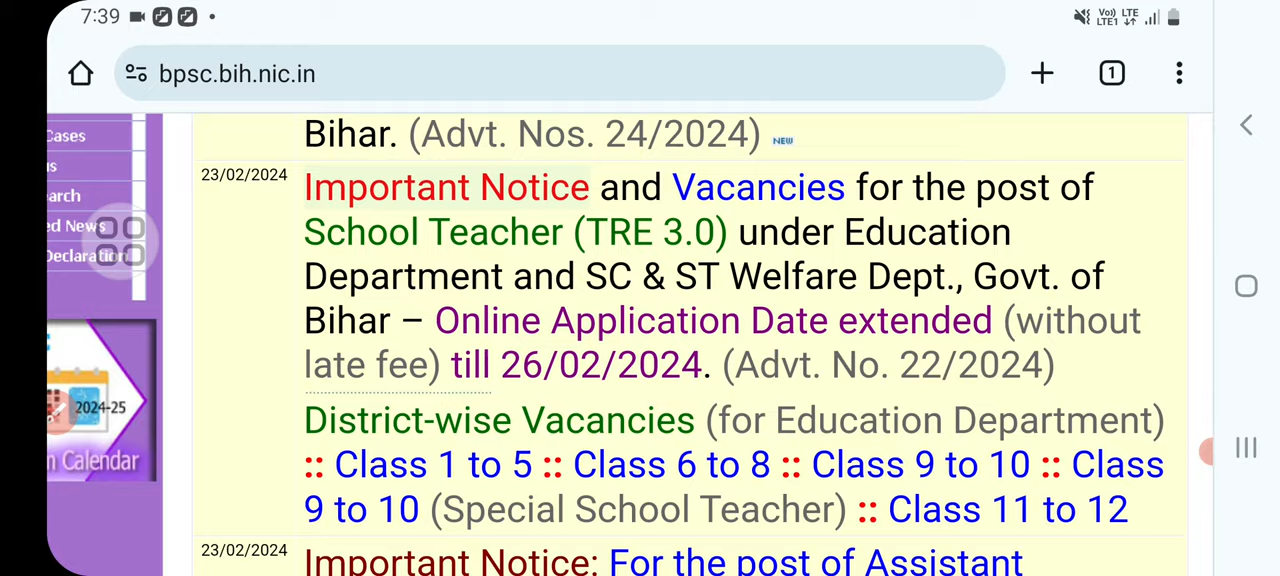 7:39
Vo)) LTE
LTE1
bpsc.bih.nic.in
1
Cases
arch
ed News
Declaration
2024-25
n Calendar
Bihar. (Advt. Nos. 24/2024) NEW
23/02/2024
Important Notice and Vacancies for the post of
School Teacher (TRE 3.0) under Education
Department and SC & ST Welfare Dept., Govt. of
Bihar – Online Application Date extended (without
late fee) till 26/02/2024. (Advt. No. 22/2024)
District-wise Vacancies (for Education Department)
:: Class 1 to 5 :: Class 6 to 8 :: Class 9 to 10 :: Class
9 to 10 (Special School Teacher) :: Class 11 to 12
23/02/2024
Important Notice: For the post of Assistant